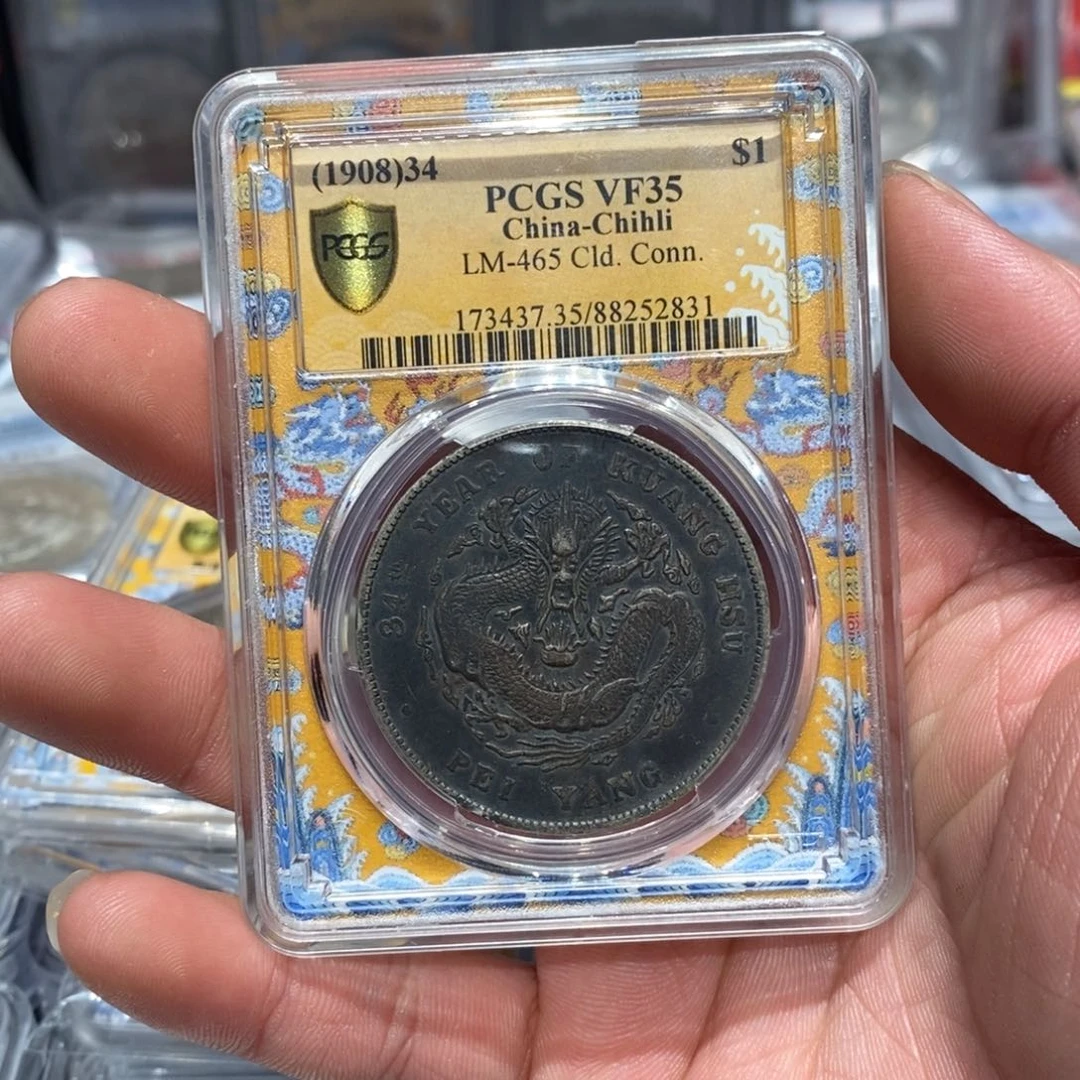 (1908)34
$1
PCGS VF35
China-Chihli
LM-465 Cld. Conn.
173437.35/88252831
PCGS
34th YEAR OF KUANG HSU
PEI YANG